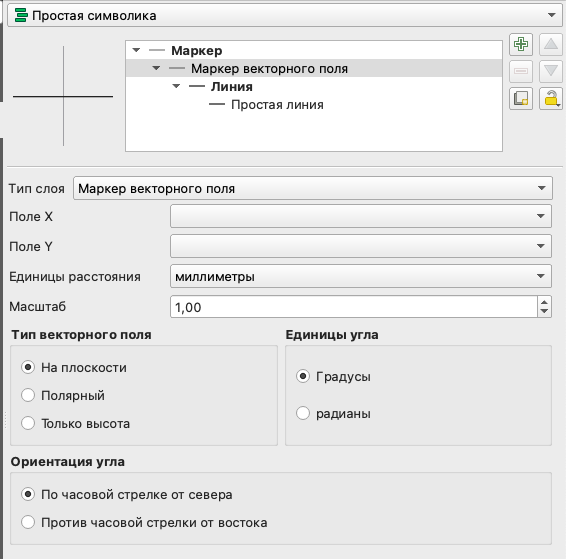 Простая символика
Маркер
Маркер векторного поля
Линия
Простая линия
Тип слоя Маркер векторного поля
Поле X
Поле Y
Единицы расстояния миллиметры
Масштаб 1,00
Тип векторного поля Единицы угла
На плоскости
Градусы
Полярный
радианы
Только высота
Ориентация угла
По часовой стрелке от севера
Против часовой стрелки от востока